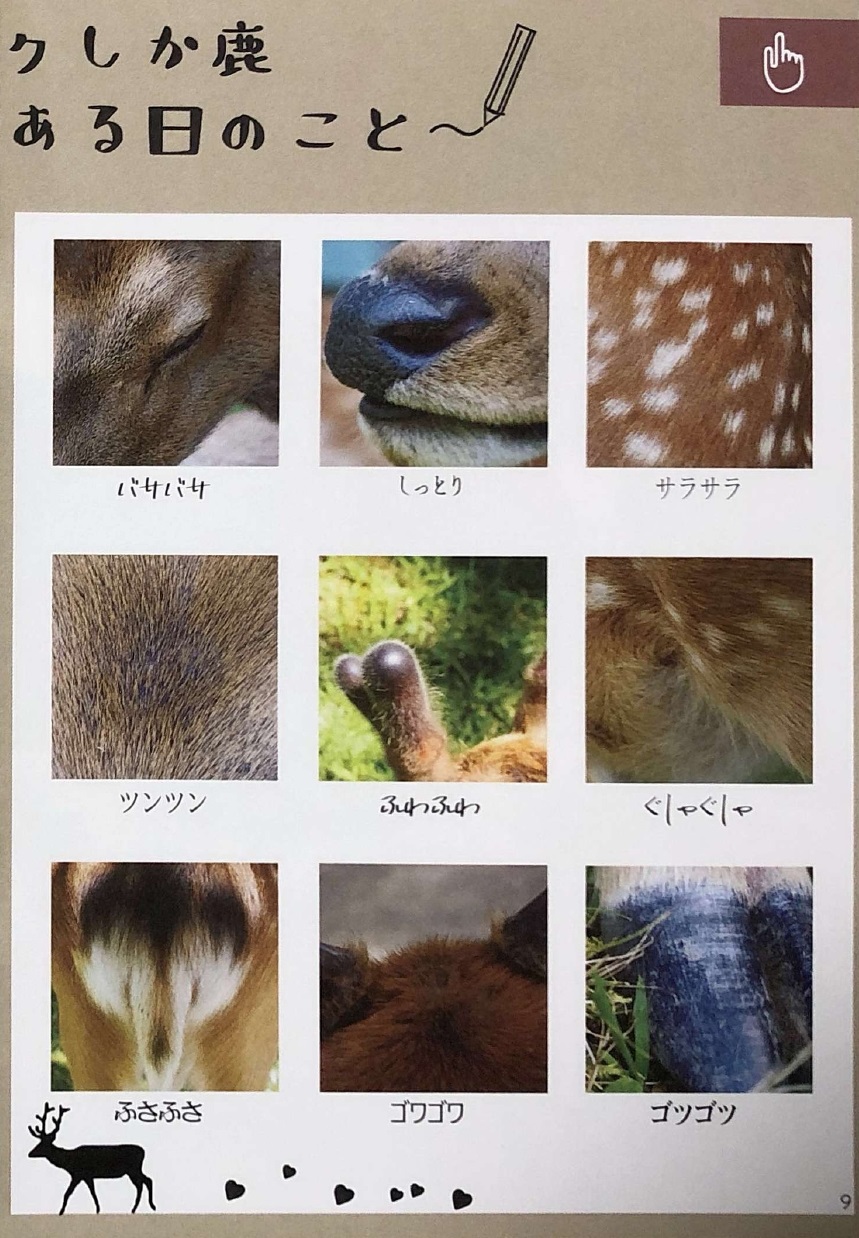 クしか鹿
ある日のこと
バサバサ
しっとり
サラサラ
ツンツン
ふわふわ
ぐしゃぐしゃ
ふさふさ
ゴワゴワ
ゴツゴツ
9